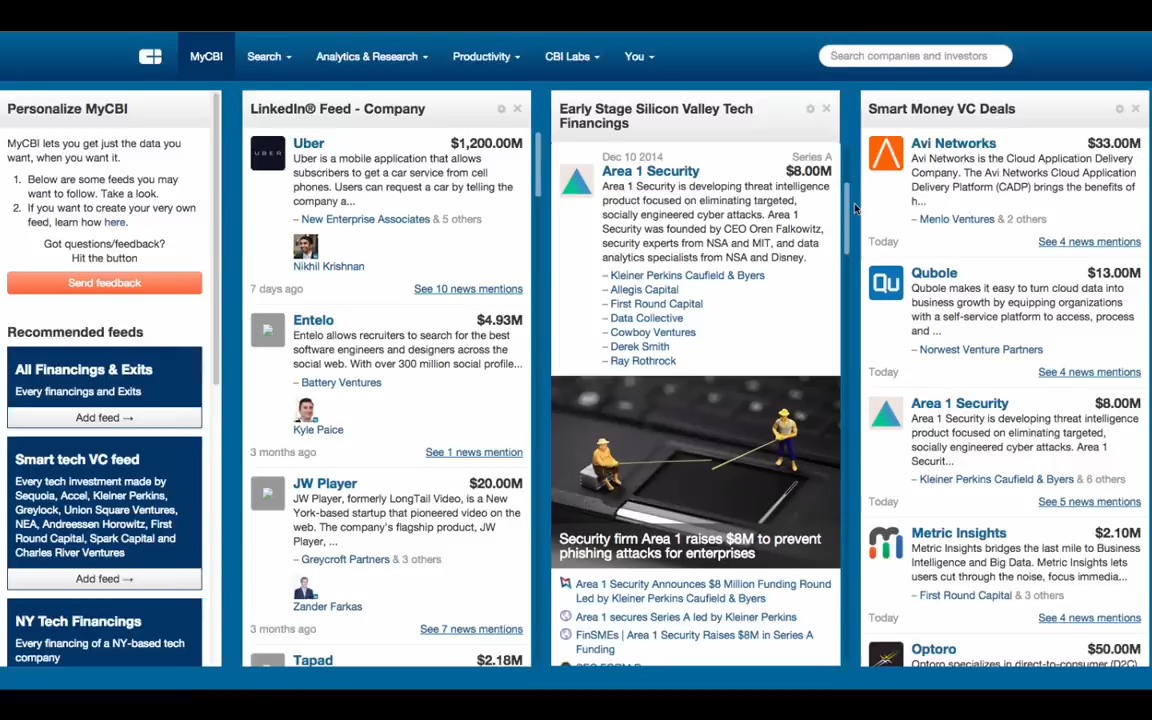 MyCBI
Search
Analytics & Research
Productivity
CBI Labs
You
Search companies and investors
Personalize MyCBI
MyCBI lets you get just the data you
want, when you want it.
1. Below are some feeds you may
want to follow. Take a look.
2. If you want to create your very own
feed, learn how here.
Got questions/feedback?
Hit the button
Send feedback
Recommended feeds
All Financings & Exits
Every financings and Exits
Add feed →
Smart tech VC feed
Every tech investment made by
Sequoia, Accel, Kleiner Perkins,
Greylock, Union Square Ventures,
NEA, Andreessen Horowitz, First
Round Capital, Spark Capital and
Charles River Ventures
Add feed →
NY Tech Financings
Every financing of a NY-based tech
company
LinkedIn® Feed - Company
Uber $1,200.00M
Uber is a mobile application that allows
subscribers to get a car service from cell
phones. Users can request a car by telling the
company a...
– New Enterprise Associates & 5 others
Nikhil Krishnan
7 days ago See 10 news mentions
Entelo $4.93M
Entelo allows recruiters to search for the best
software engineers and designers across the
social web. With over 300 million social profile...
– Battery Ventures
Kyle Paice
3 months ago See 1 news mention
JW Player $20.00M
JW Player, formerly LongTail Video, is a New
York-based startup that pioneered video on the
web. The company's flagship product, JW
Player, ...
– Greycroft Partners & 3 others
Zander Farkas
3 months ago See 7 news mentions
Tapad $2.18M
Early Stage Silicon Valley Tech
Financings
Dec 10 2014 Series A
Area 1 Security $8.00M
Area 1 Security is developing threat intelligence
product focused on eliminating targeted,
socially engineered cyber attacks. Area 1
Security was founded by CEO Oren Falkowitz,
security experts from NSA and MIT, and data
analytics specialists from NSA and Disney.
– Kleiner Perkins Caufield & Byers
– Allegis Capital
– First Round Capital
– Data Collective
– Cowboy Ventures
– Derek Smith
– Ray Rothrock
Security firm Area 1 raises $8M to prevent
phishing attacks for enterprises
Area 1 Security Announces $8 Million Funding Round
Led by Kleiner Perkins Caufield & Byers
Area 1 secures Series A led by Kleiner Perkins
FinSMEs | Area 1 Security Raises $8M in Series A
Funding
Smart Money VC Deals
Avi Networks $33.00M
Avi Networks is the Cloud Application Delivery
Company. The Avi Networks Cloud Application
Delivery Platform (CADP) brings the benefits of
h...
– Menlo Ventures & 2 others
Today See 4 news mentions
Qu
Qubole $13.00M
Qubole makes it easy to turn cloud data into
business growth by equipping organizations
with a self-service platform to access, process
and ...
– Norwest Venture Partners
Today See 4 news mentions
Area 1 Security $8.00M
Area 1 Security is developing threat intelligence
product focused on eliminating targeted,
socially engineered cyber attacks. Area 1
Securit...
– Kleiner Perkins Caufield & Byers & 6 others
Today See 5 news mentions
Metric Insights $2.10M
Metric Insights bridges the last mile to Business
Intelligence and Big Data. Metric Insights lets
users cut through the noise, focus immedia...
– First Round Capital & 3 others
Today See 4 news mentions
Optoro $50.00M
Optoro specializes in direct-to-consumer (D2C)